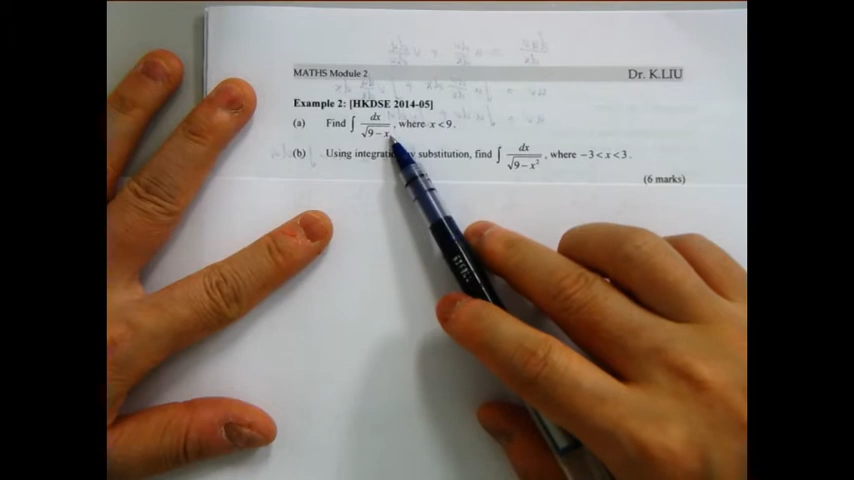 MATHS Module 2 Dr. K.LIU
Example 2: [HKDSE 2014-05]
(a) Find ∫ dx/√(9−x), where x < 9.
(b) Using integration by substitution, find ∫ dx/√(9−x²), where −3 < x < 3.
(6 marks)